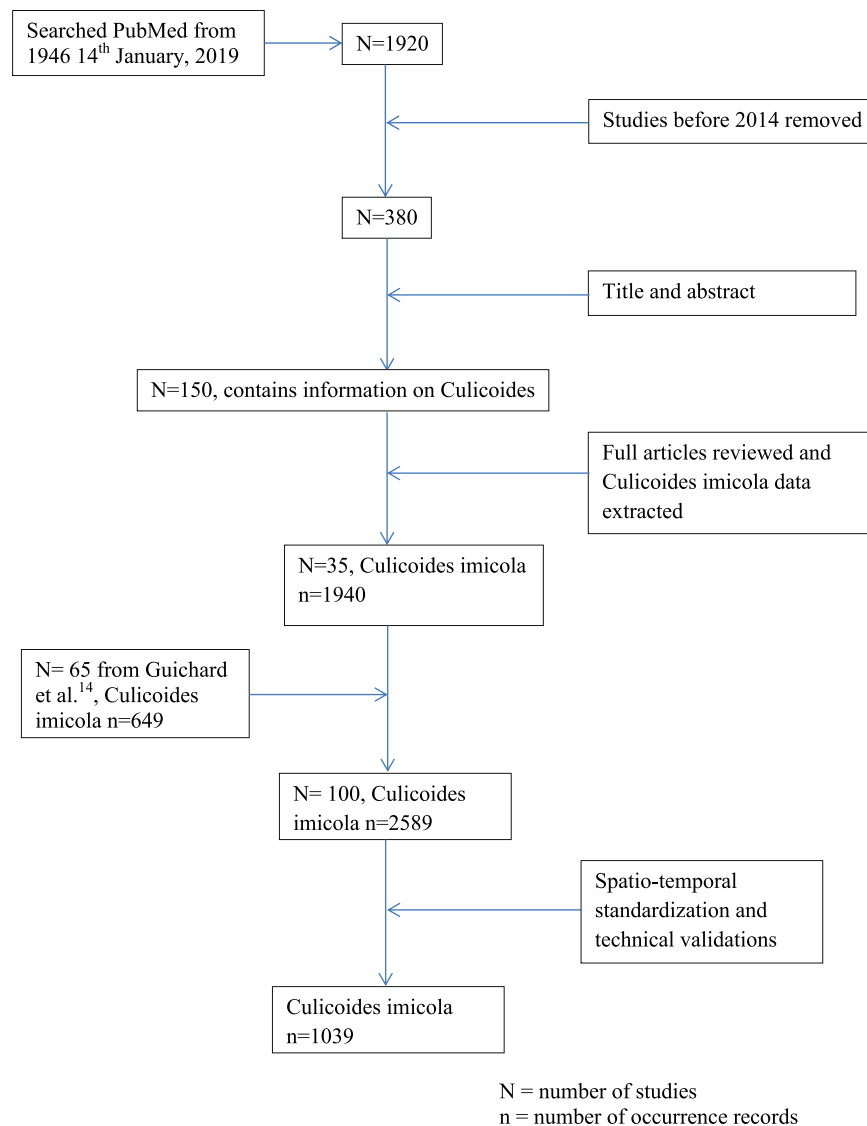 Searched PubMed from
1946 14th January, 2019
N=1920
Studies before 2014 removed
N=380
Title and abstract
N=150, contains information on Culicoides
Full articles reviewed and
Culicoides imicola data
extracted
N=35, Culicoides imicola
n=1940
N= 65 from Guichard
et al.14, Culicoides
imicola n=649
N= 100, Culicoides
imicola n=2589
Spatio-temporal
standardization and
technical validations
Culicoides imicola
n=1039
N = number of studies
n = number of occurrence records